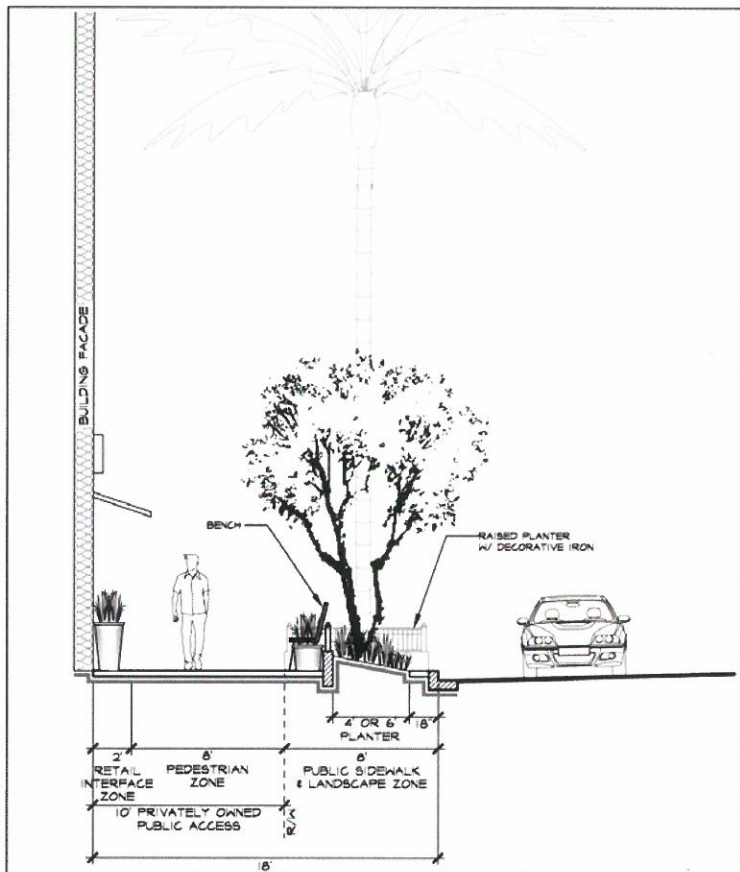 BUILDING FACADE
BENCH
RAISED PLANTER
W/ DECORATIVE IRON
4' OR 6'
PLANTER
18"
2'
RETAIL
INTERFACE
ZONE
8'
PEDESTRIAN
ZONE
8'
PUBLIC SIDEWALK
& LANDSCAPE ZONE
10' PRIVATELY OWNED
PUBLIC ACCESS
R/W
18'